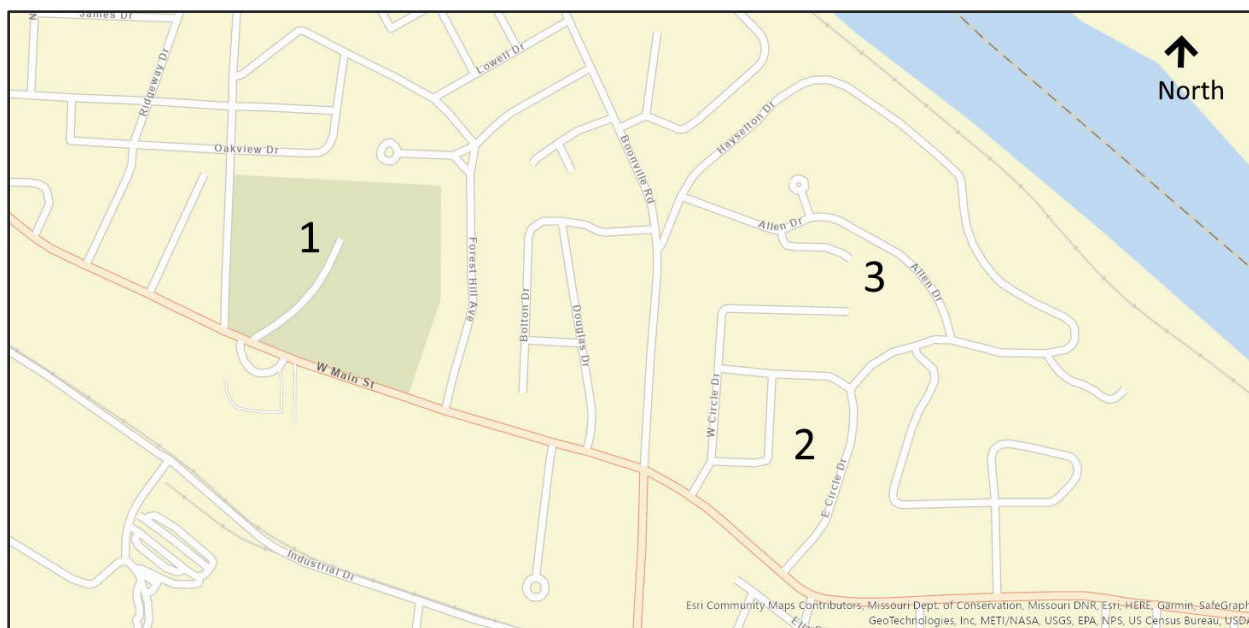 James Dr
Ridgeway Dr
Lowell Dr
North
Oakview Dr
Boonville Rd
Hayselton Dr
1
Forest Hill Ave
Allen Dr
3
Allen Dr
Bolton Dr
Douglas Dr
W Main St
W Circle Dr
2
E Circle Dr
Industrial Dr
Esri Community Maps Contributors, Missouri Dept. of Conservation, Missouri DNR, Esri, HERE, Garmin, SafeGraph
GeoTechnologies, Inc, METI/NASA, USGS, EPA, NPS, US Census Bureau, USDA